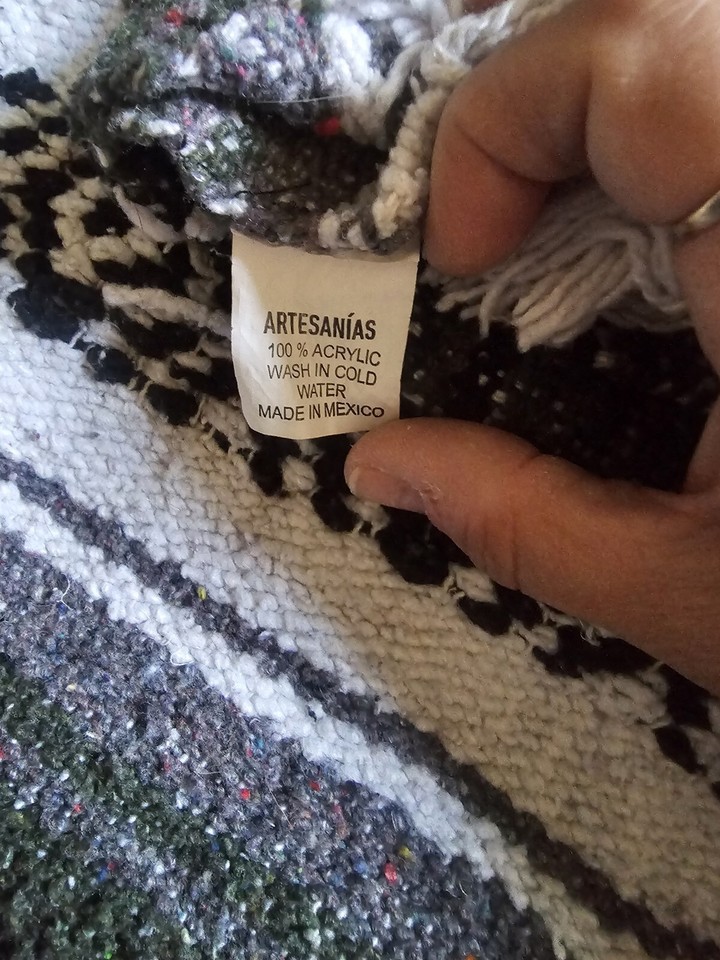 ARTESANÍAS
100 % ACRYLIC
WASH IN COLD
WATER
MADE IN MEXICO